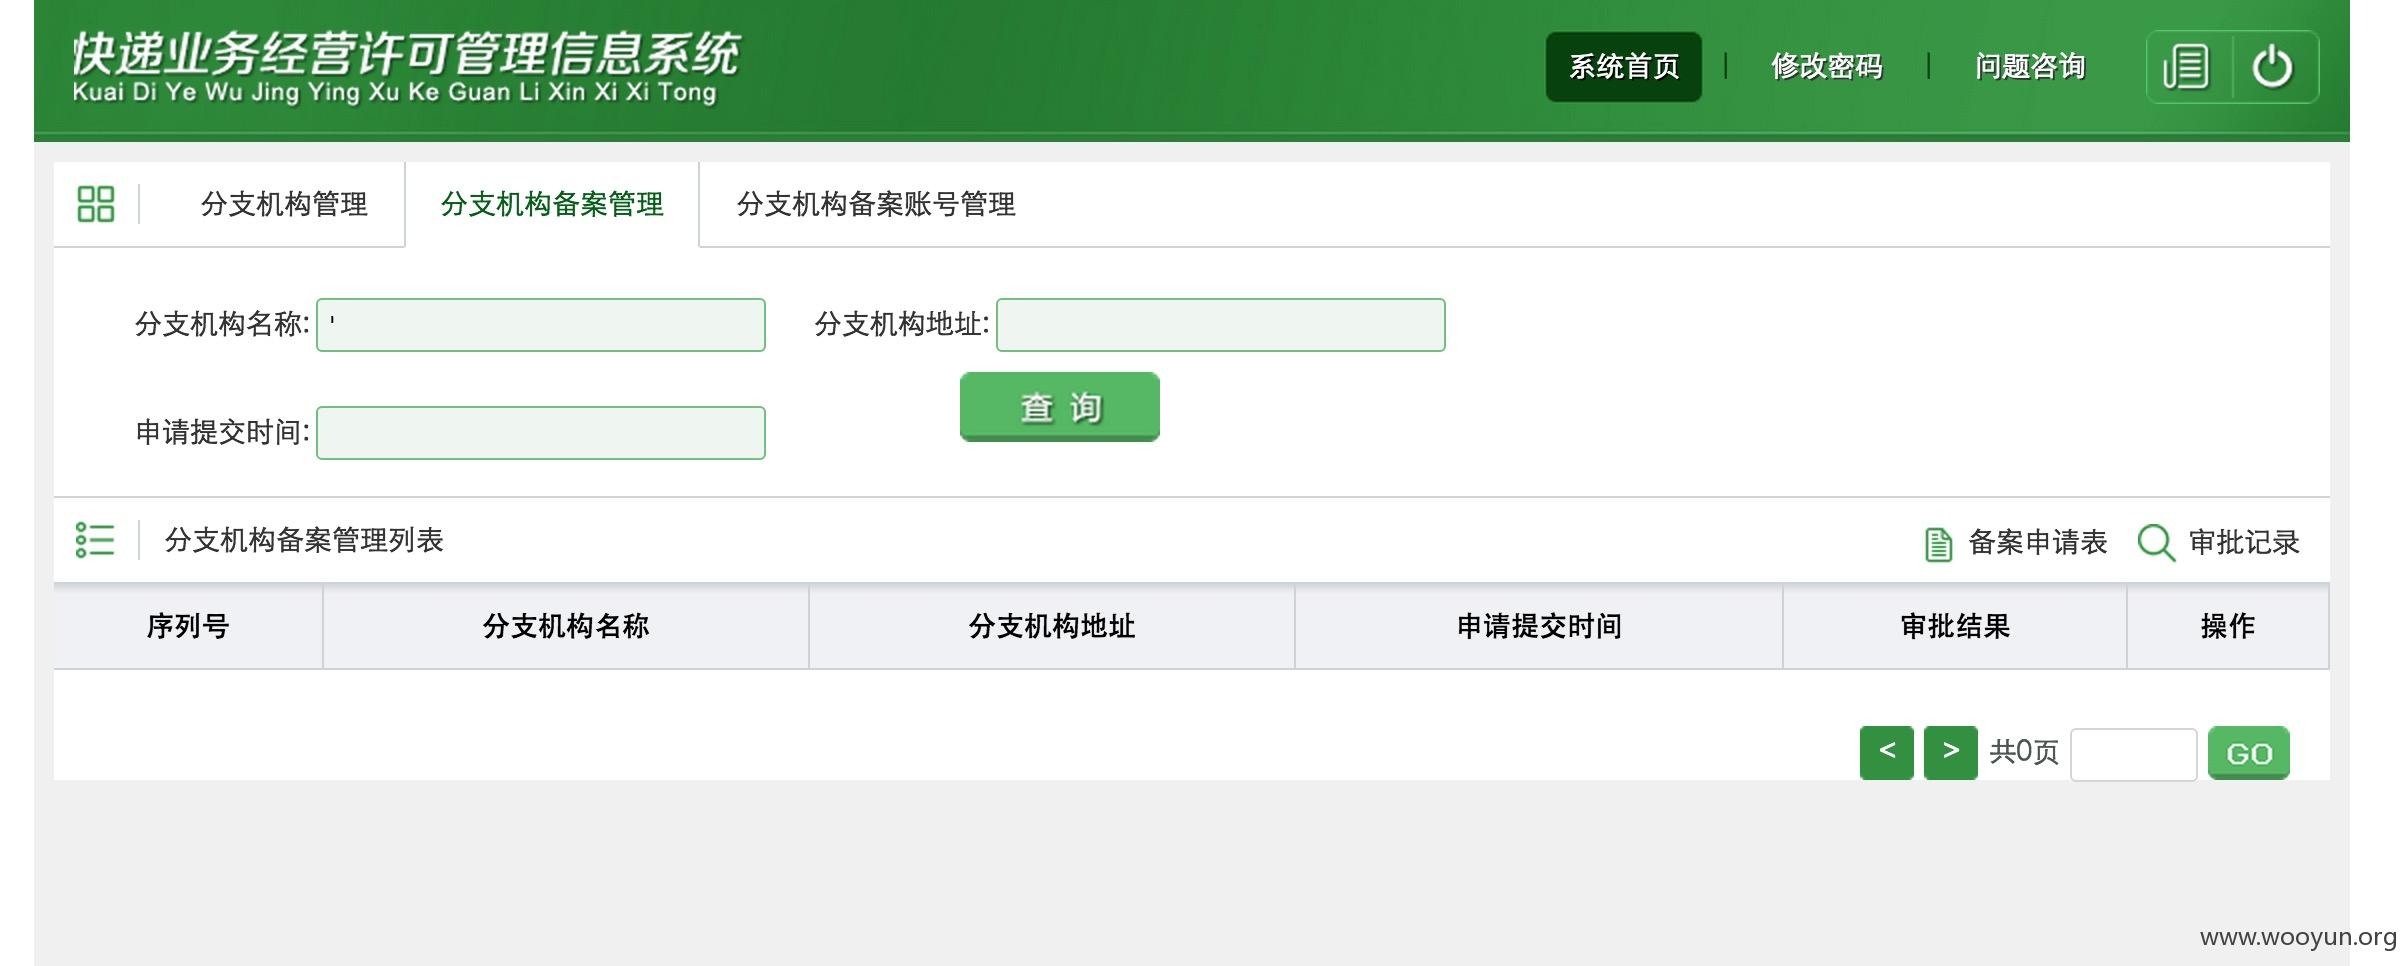 快递业务经营许可管理信息系统
Kuai Di Ye Wu Jing Ying Xu Ke Guan Li Xin Xi Xi Tong
系统首页 | 修改密码 | 问题咨询
分支机构管理 分支机构备案管理 分支机构备案账号管理
分支机构名称: ' 分支机构地址:
申请提交时间: 查 询
分支机构备案管理列表 备案申请表 审批记录
序列号 分支机构名称 分支机构地址 申请提交时间 审批结果 操作
< > 共0页 GO
www.wooyun.org